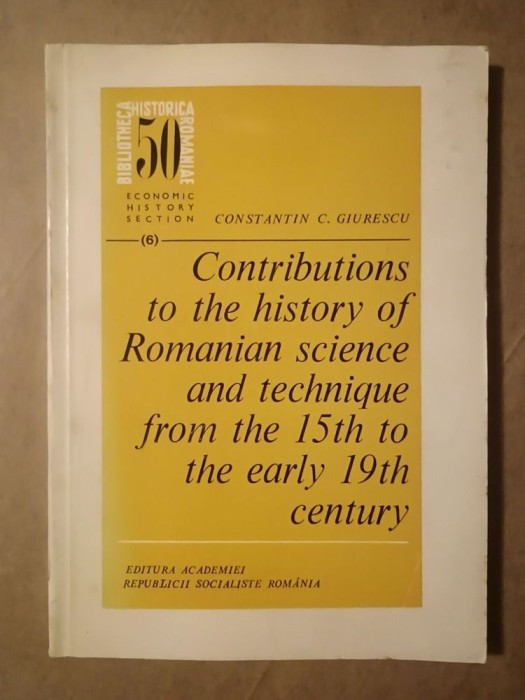 BIBLIOTHECA
HISTORICA
ROMANIAE
50
ECONOMIC
HISTORY
SECTION
CONSTANTIN C. GIURESCU
(6)
Contributions
to the history of
Romanian science
and technique
from the 15th to
the early 19th
century
EDITURA ACADEMIEI
REPUBLICII SOCIALISTE ROMÂNIA